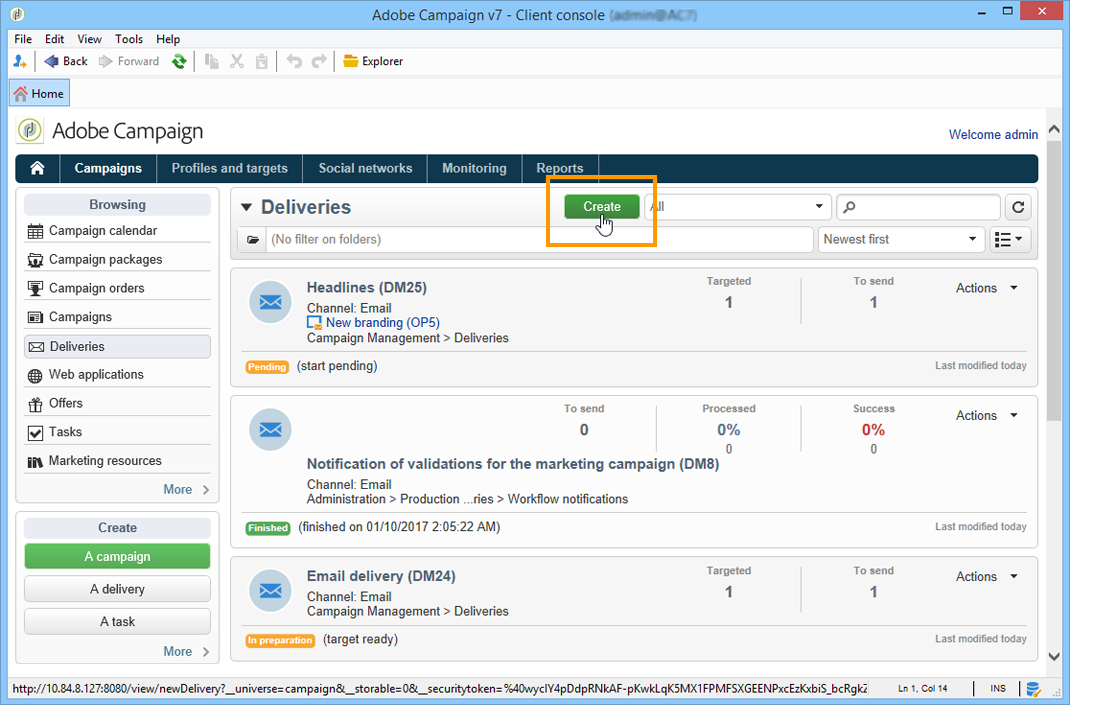 Adobe Campaign v7 - Client console (admin@AC7)
File Edit View Tools Help
Back Forward Explorer
Home
Adobe Campaign
Welcome admin
Campaigns Profiles and targets Social networks Monitoring Reports
Browsing
Campaign calendar
Campaign packages
Campaign orders
Campaigns
Deliveries
Web applications
Offers
Tasks
Marketing resources
More
Create
A campaign
A delivery
A task
More
Deliveries Create All
(No filter on folders) Newest first
Headlines (DM25) Targeted To send Actions
1 1
Channel: Email
New branding (OP5)
Campaign Management > Deliveries
Pending (start pending) Last modified today
To send Processed Success Actions
0 0% 0%
0 0
Notification of validations for the marketing campaign (DM8)
Channel: Email
Administration > Production ...ries > Workflow notifications
Finished (finished on 01/10/2017 2:05:22 AM) Last modified today
Email delivery (DM24) Targeted To send Actions
1 1
Channel: Email
Campaign Management > Deliveries
In preparation (target ready) Last modified today
http://10.84.8.127:8080/view/newDelivery?__universe=campaign&__storable=0&__securitytoken=%40wyclY4pDdpRNkAF-pKwkLqK5MX1FPMFSXGEENPxcEzKxbiS_bcRgkZ Ln 1, Col 14 INS